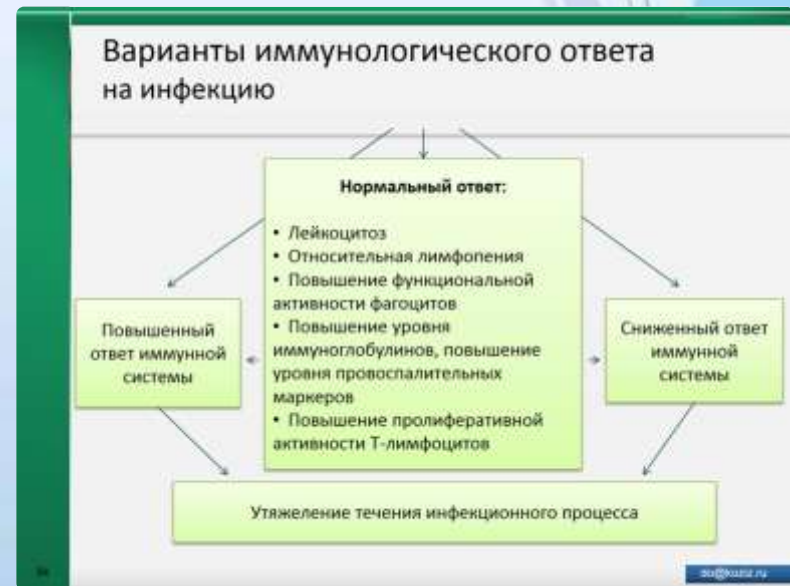 Варианты иммунологического ответа
на инфекцию
Нормальный ответ:
• Лейкоцитоз
• Относительная лимфопения
• Повышение функциональной
активности фагоцитов
• Повышение уровня
иммуноглобулинов, повышение
уровня провоспалительных
маркеров
• Повышение пролиферативной
активности Т-лимфоцитов
Повышенный
ответ иммунной
системы
Сниженный ответ
иммунной
системы
Утяжеление течения инфекционного процесса